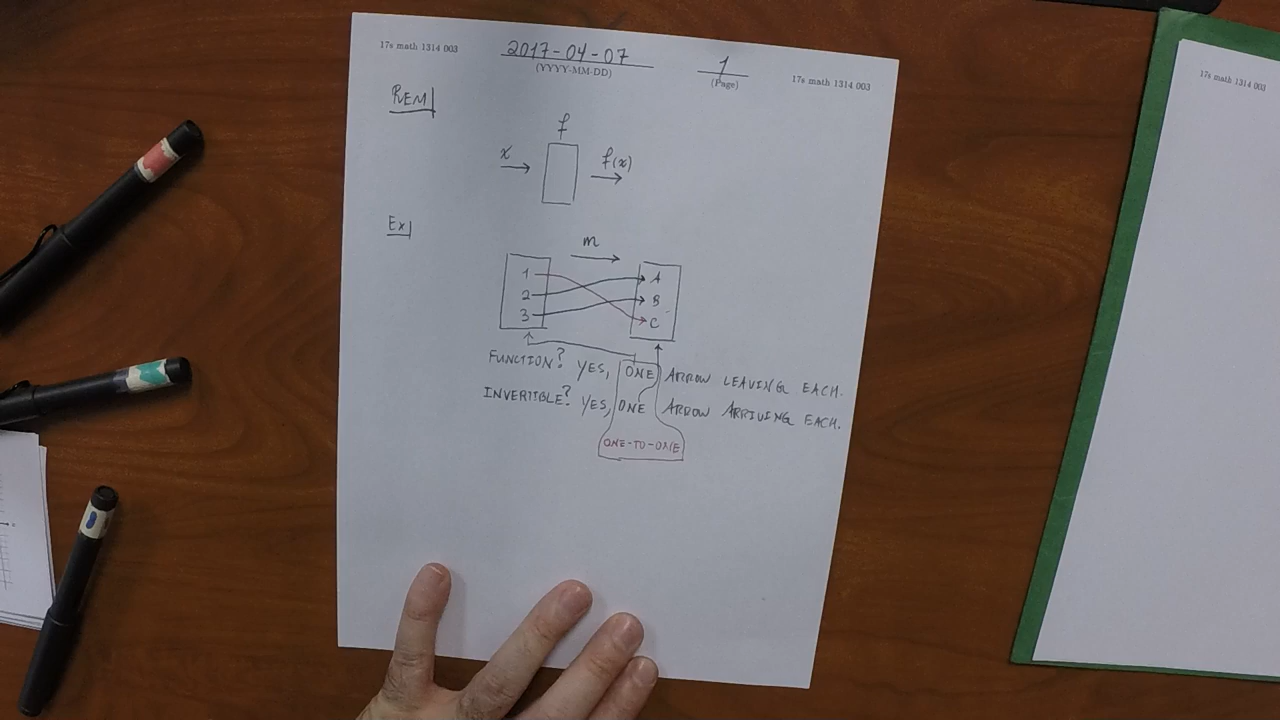 17s math 1314 003 2017-04-07 1 17s math 1314 003
(YYYY-MM-DD) (Page)
REM
f
x f(x)
Ex
m
1 A
2 B
3 C
FUNCTION? YES, ONE ARROW LEAVING EACH.
INVERTIBLE? YES, ONE ARROW ARRIVING EACH.
ONE-TO-ONE
17s math 1314 003